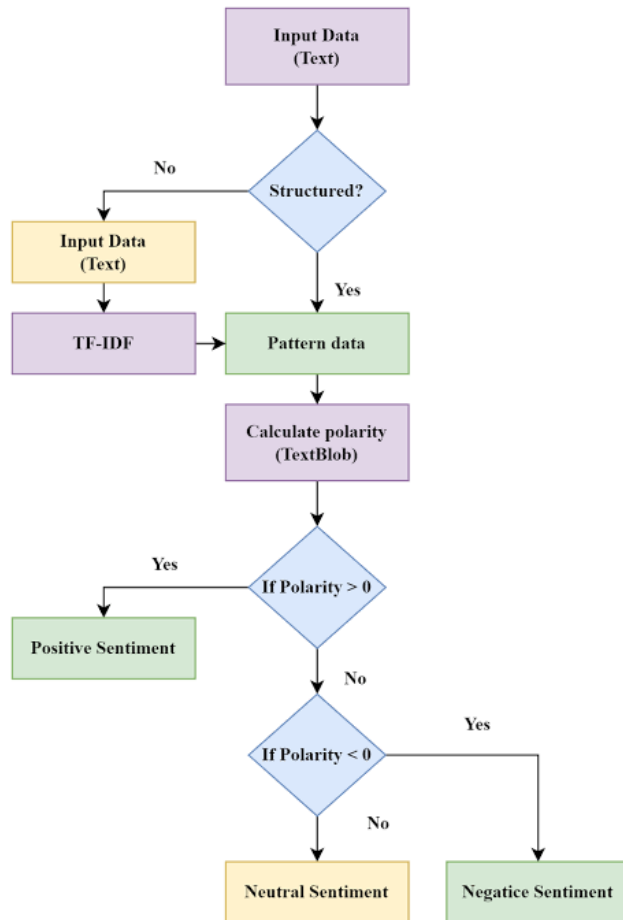 Input Data
(Text)
No
Structured?
Input Data
(Text)
Yes
TF-IDF
Pattern data
Calculate polarity
(TextBlob)
Yes
If Polarity > 0
Positive Sentiment
No
Yes
If Polarity < 0
No
Neutral Sentiment
Negatice Sentiment